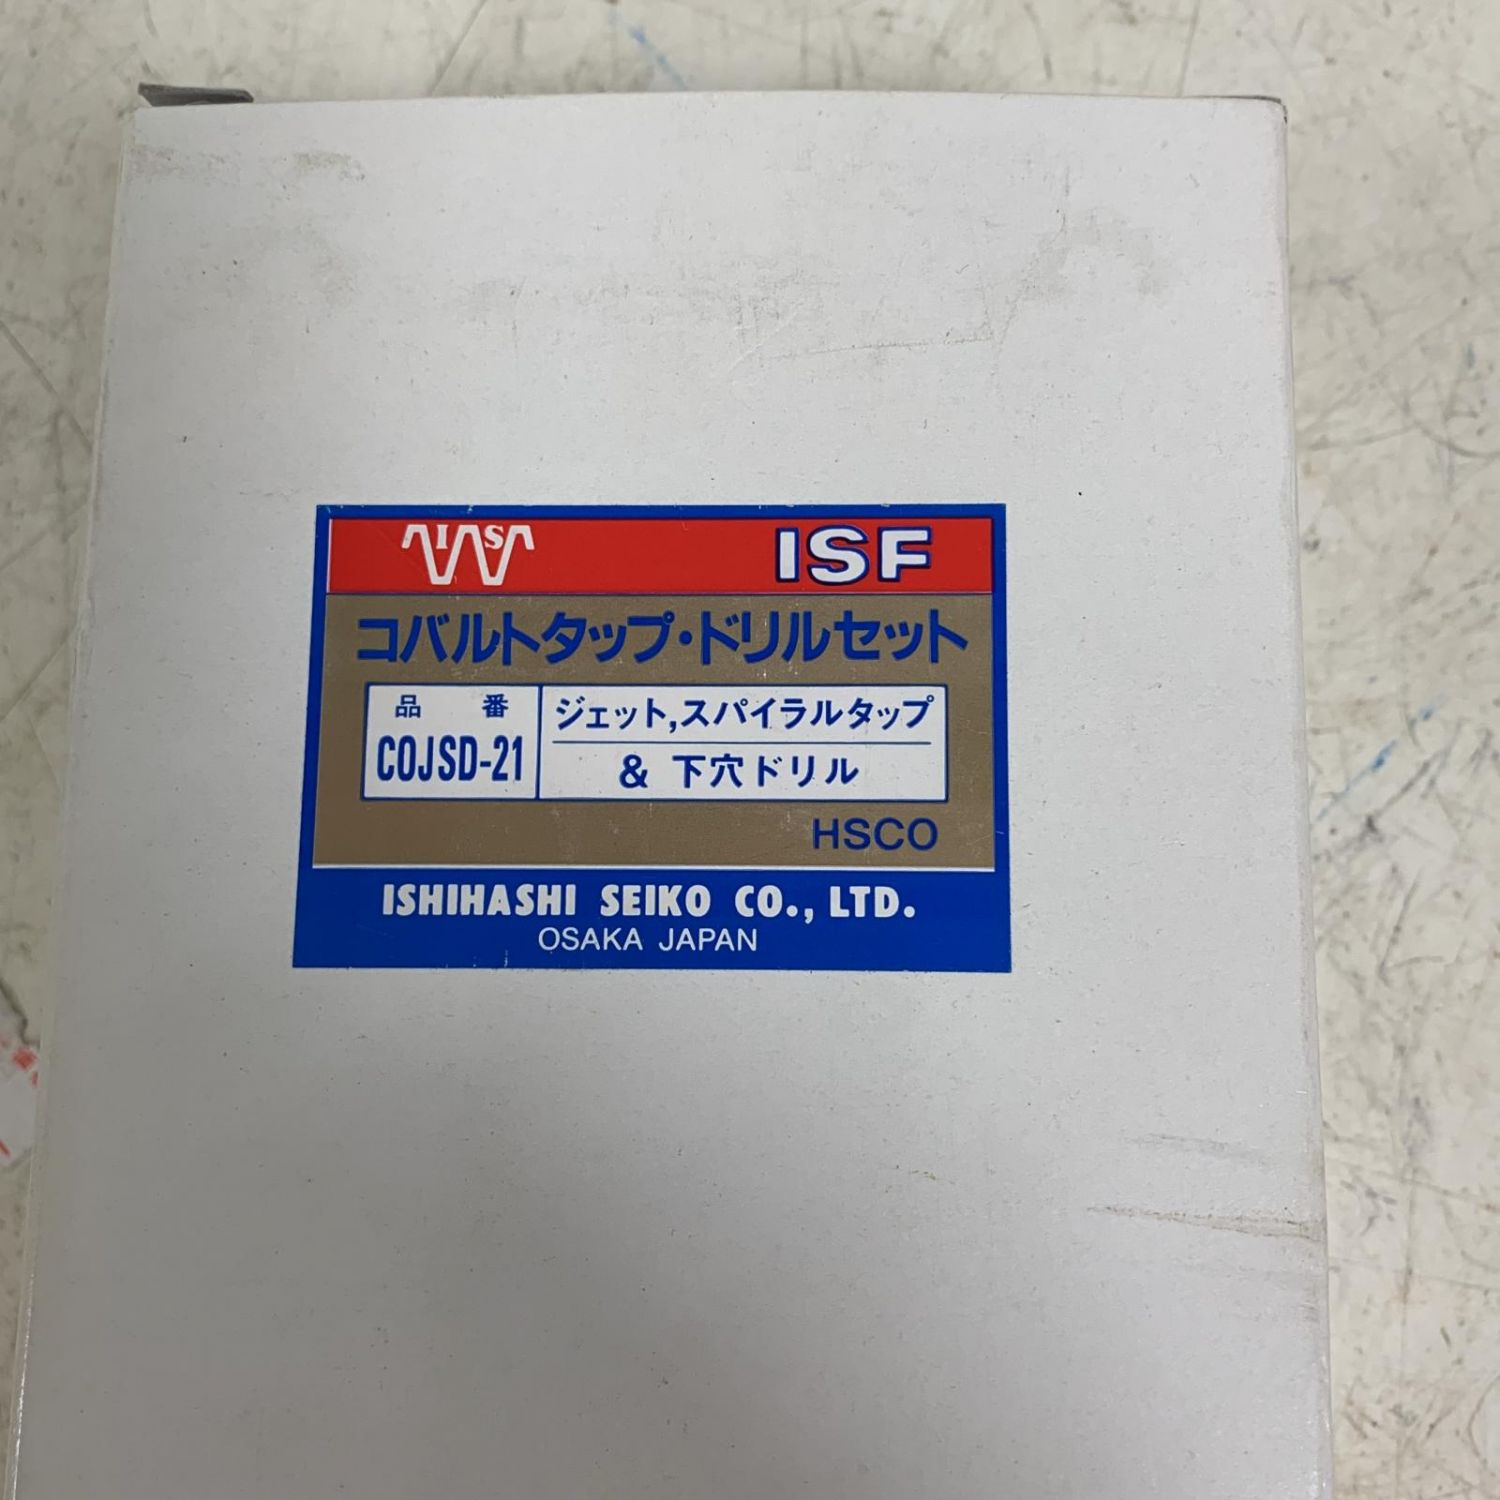 IS ISF
コバルトタップ・ドリルセット
品番 ジェット,スパイラルタップ
COJSD-21 & 下穴ドリル
HSCO
ISHIHASHI SEIKO CO., LTD.
OSAKA JAPAN